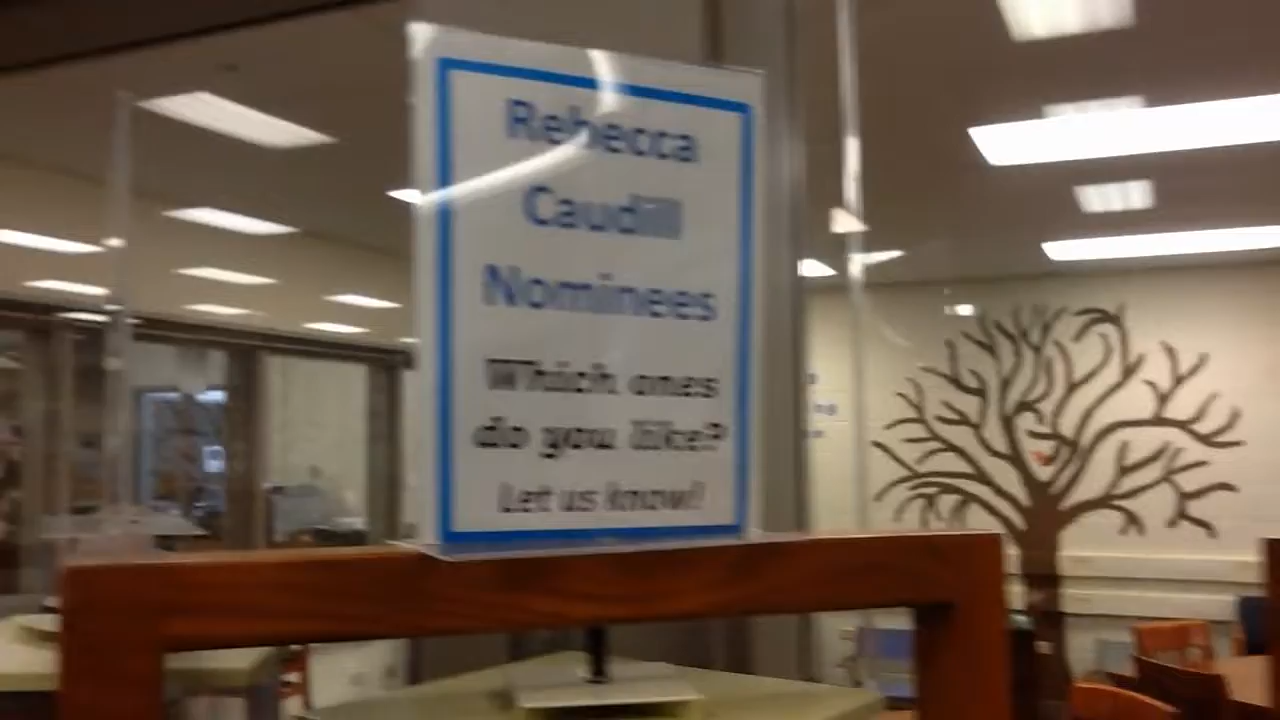 Rebecca
Caudill
Nominees
Which ones
do you like?
Let us know!